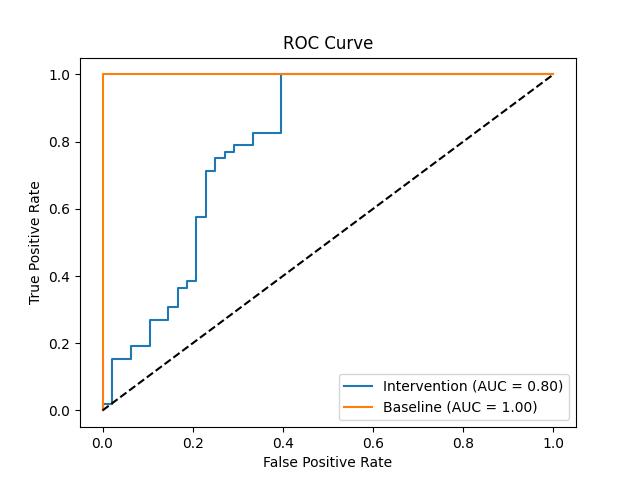 ROC Curve
True Positive Rate
1.0
0.8
0.6
0.4
0.2
0.0
0.0 0.2 0.4 0.6 0.8 1.0
False Positive Rate
Intervention (AUC = 0.80)
Baseline (AUC = 1.00)